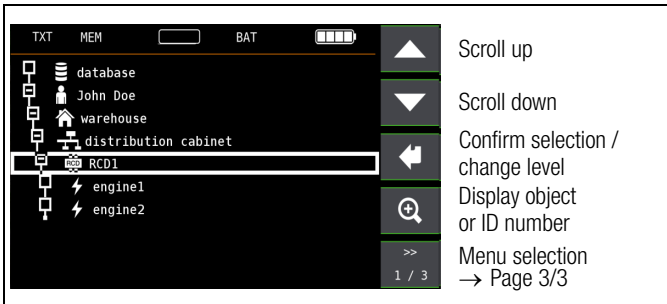 TXT MEM BAT
database
John Doe
warehouse
distribution cabinet
RCD RCD1
engine1
engine2
>>
1 / 3
Scroll up
Scroll down
Confirm selection /
change level
Display object
or ID number
Menu selection
→ Page 3/3